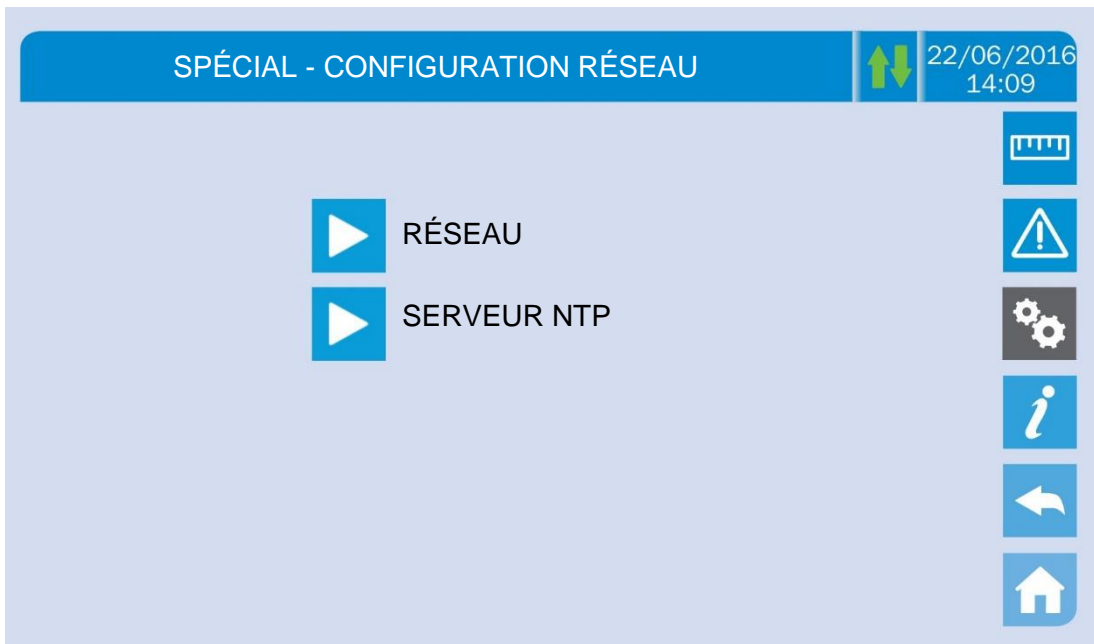 SPÉCIAL - CONFIGURATION RÉSEAU
22/06/2016
14:09
RÉSEAU
SERVEUR NTP